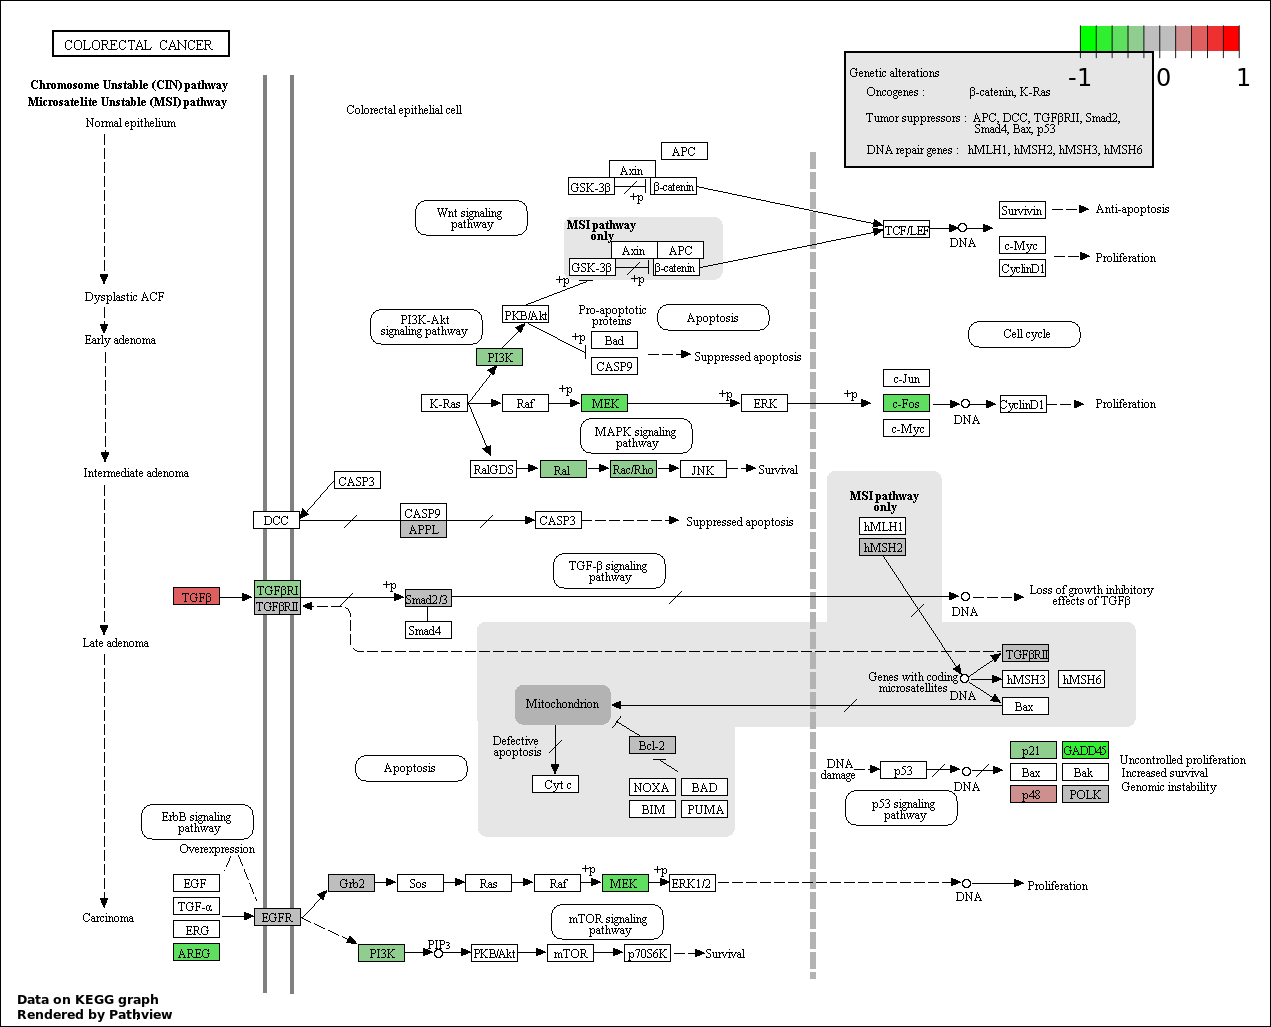 COLORECTAL CANCER
-1 0 1
Chromosome Unstable (CIN) pathway
Microsatelite Unstable (MSI) pathway
Normal epithelium
Dysplastic ACF
Early adenoma
Intermediate adenoma
Late adenoma
Carcinoma
Colorectal epithelial cell
Genetic alterations
Oncogenes : β-catenin, K-Ras
Tumor suppressors : APC, DCC, TGFβRII, Smad2,
Smad4, Bax, p53
DNA repair genes : hMLH1, hMSH2, hMSH3, hMSH6
APC
Axin
GSK-3β
+p
β-catenin
Wnt signaling
pathway
MSI pathway
only
Axin
APC
GSK-3β
+p
β-catenin
+p
TCF/LEF
DNA
Survivin
Anti-apoptosis
c-Myc
CyclinD1
Proliferation
PKB/Akt
PI3K-Akt
signaling pathway
Pro-apoptotic
proteins
+p
Bad
CASP9
Apoptosis
Suppressed apoptosis
Cell cycle
PI3K
K-Ras
Raf
+p
MEK
+p
ERK
+p
c-Jun
c-Fos
c-Myc
DNA
CyclinD1
Proliferation
MAPK signaling
pathway
RalGDS
Ral
Rac/Rho
JNK
Survival
CASP3
DCC
CASP9
APPL
CASP3
Suppressed apoptosis
MSI pathway
only
hMLH1
hMSH2
TGF-β signaling
pathway
TGFβ
TGFβRI
TGFβRII
+p
Smad2/3
Smad4
DNA
Loss of growth inhibitory
effects of TGFβ
Genes with coding
microsatellites
DNA
TGFβRII
hMSH3
hMSH6
Bax
Mitochondrion
Defective
apoptosis
Cyt c
Bcl-2
NOXA
BAD
BIM
PUMA
Apoptosis
DNA
damage
p53
DNA
p53 signaling
pathway
p21
GADD45
Bax
Bak
p48
POLK
Uncontrolled proliferation
Increased survival
Genomic instability
ErbB signaling
pathway
Overexpression
EGF
TGF-α
ERG
AREG
EGFR
Grb2
Sos
Ras
Raf
+p
MEK
+p
ERK1/2
DNA
Proliferation
mTOR signaling
pathway
PI3K
PIP3
PKB/Akt
mTOR
p70S6K
Survival
Data on KEGG graph
Rendered by Pathview